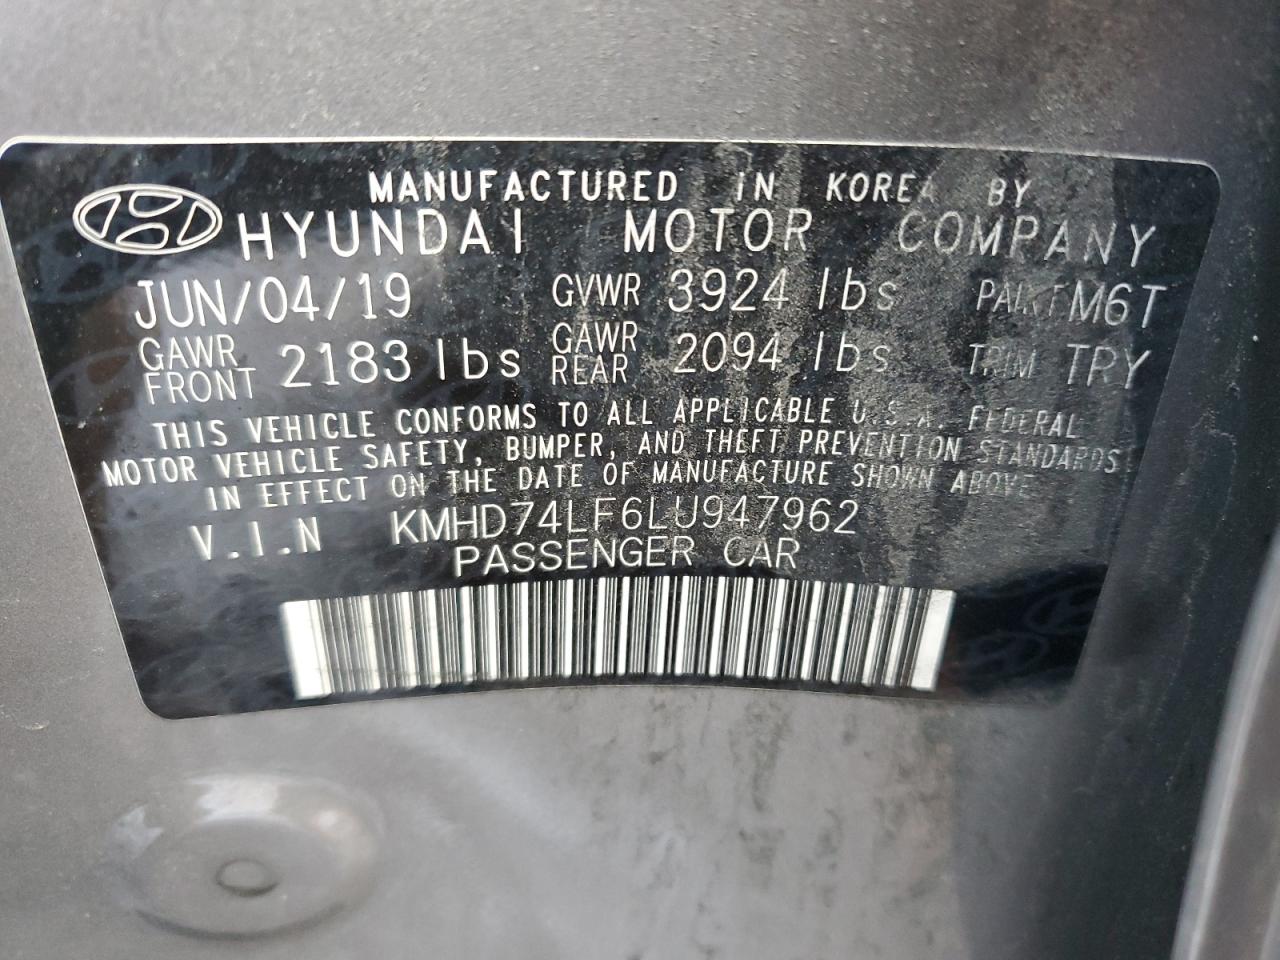 MANUFACTURED IN KOREA BY
HYUNDAI MOTOR COMPANY
JUN/04/19 GVWR 3924 lbs PAINT M6T
GAWR FRONT 2183 lbs GAWR REAR 2094 lbs TRIM TRY
THIS VEHICLE CONFORMS TO ALL APPLICABLE U.S.A. FEDERAL
MOTOR VEHICLE SAFETY, BUMPER, AND THEFT PREVENTION STANDARDS
IN EFFECT ON THE DATE OF MANUFACTURE SHOWN ABOVE
V.I.N KMHD74LF6LU947962
PASSENGER CAR